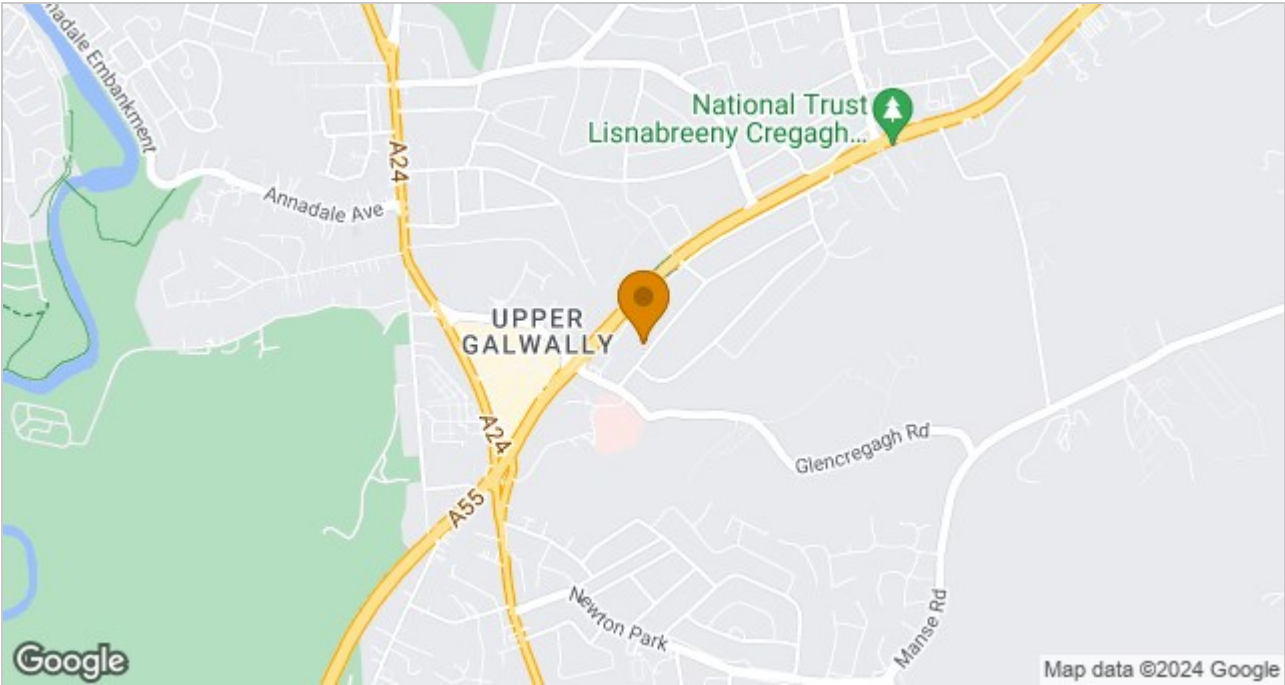 nadale Embankment
A24
National Trust
Lisnabreeny Cregagh...
Annadale Ave
UPPER
GALWALLY
A24
Glencregagh Rd
A55
Newton Park
Manse Rd
Google
Map data ©2024 Google